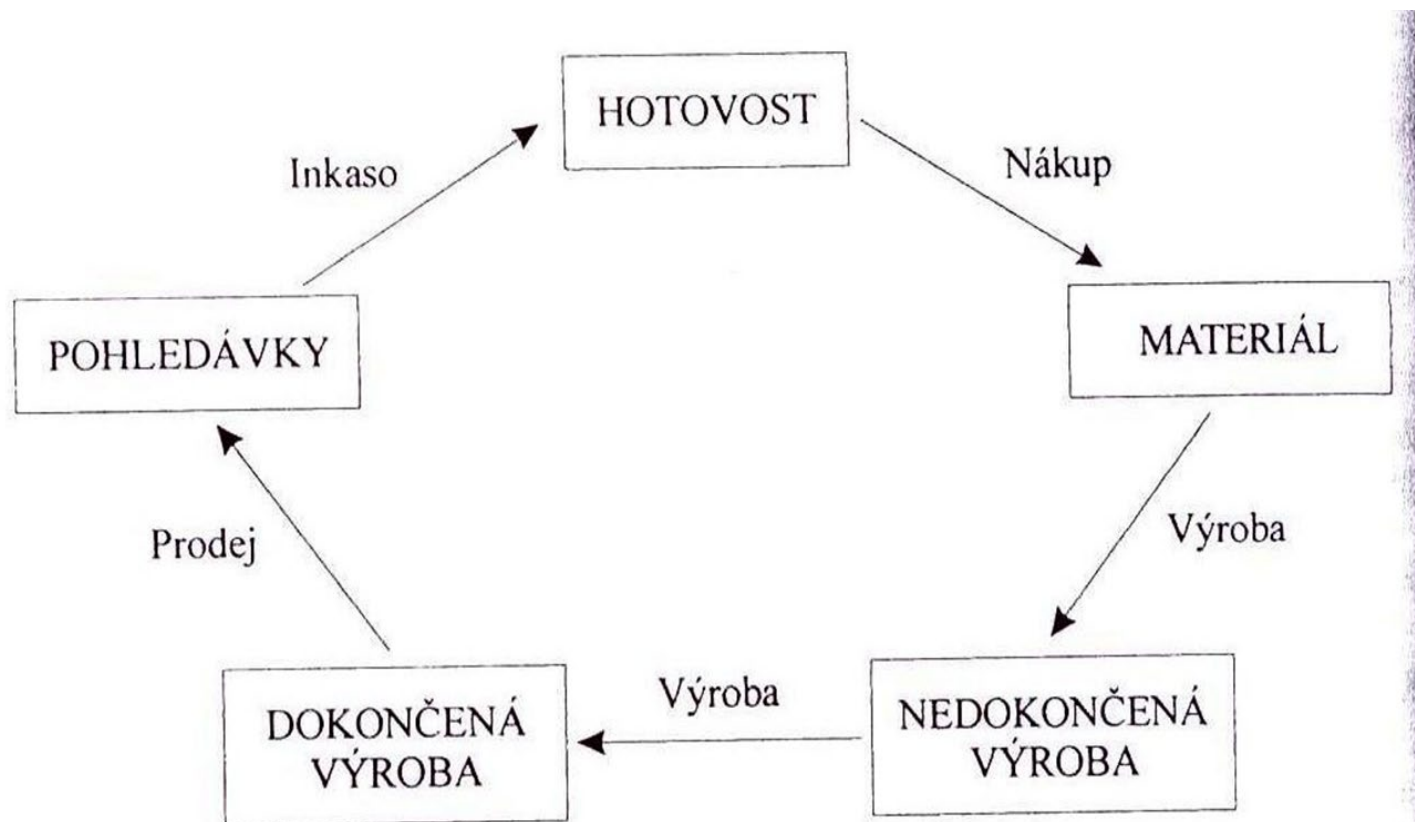 HOTOVOST
Inkaso
Nákup
POHLEDÁVKY
MATERIÁL
Prodej
Výroba
DOKONČENÁ
VÝROBA
Výroba
NEDOKONČENÁ
VÝROBA